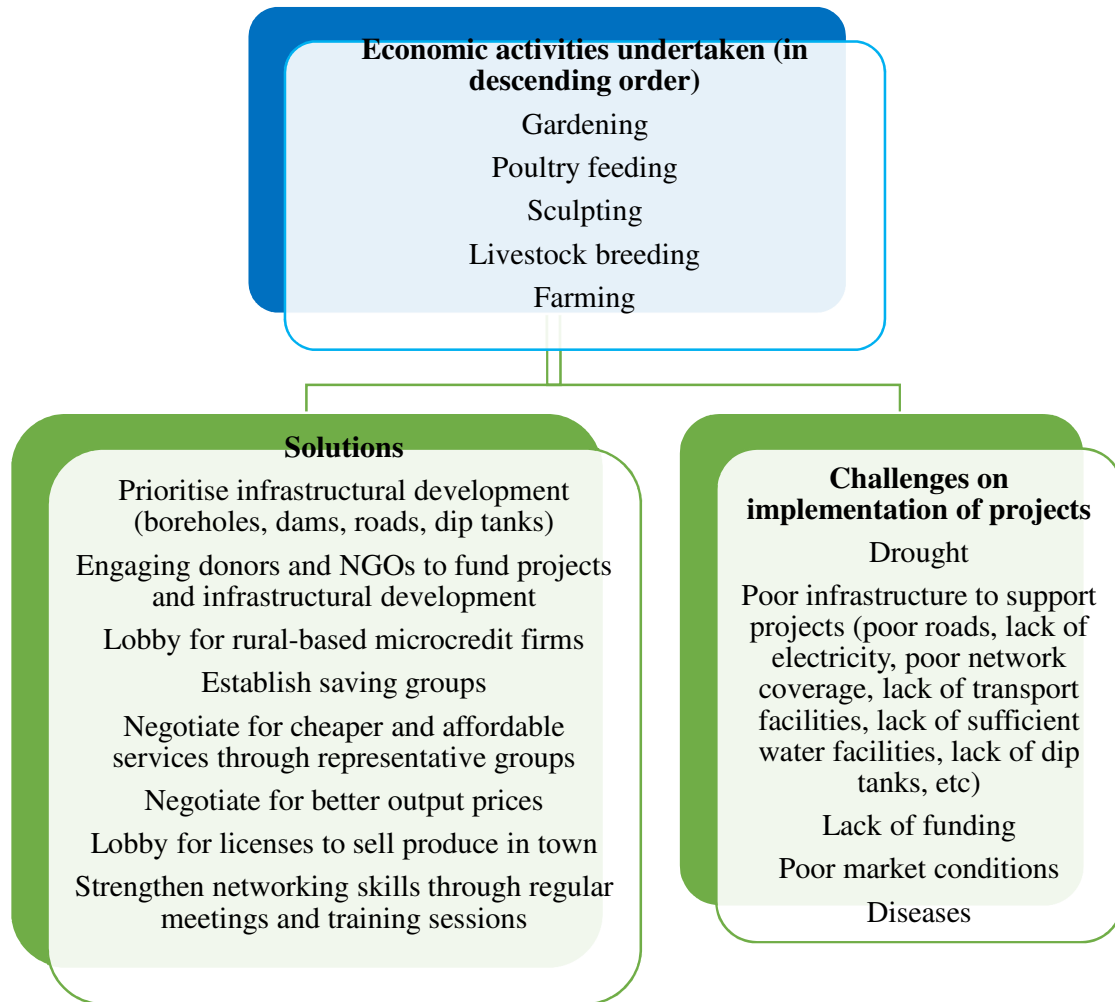 Economic activities undertaken (in
descending order)
Gardening
Poultry feeding
Sculpting
Livestock breeding
Farming
Solutions
Prioritise infrastructural development
(boreholes, dams, roads, dip tanks)
Engaging donors and NGOs to fund projects
and infrastructural development
Lobby for rural-based microcredit firms
Establish saving groups
Negotiate for cheaper and affordable
services through representative groups
Negotiate for better output prices
Lobby for licenses to sell produce in town
Strengthen networking skills through regular
meetings and training sessions
Challenges on
implementation of projects
Drought
Poor infrastructure to support
projects (poor roads, lack of
electricity, poor network
coverage, lack of transport
facilities, lack of sufficient
water facilities, lack of dip
tanks, etc)
Lack of funding
Poor market conditions
Diseases